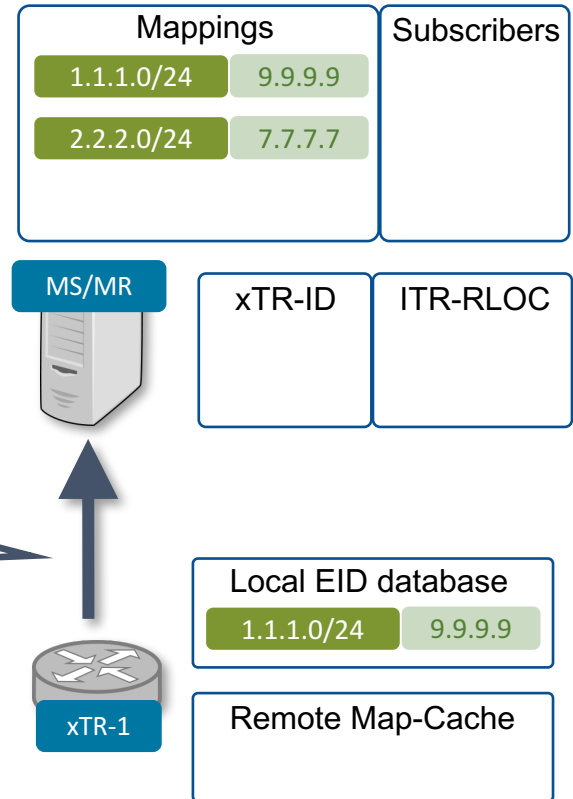 Mappings
Subscribers
1.1.1.0/24
9.9.9.9
2.2.2.0/24
7.7.7.7
MS/MR
xTR-ID
ITR-RLOC
Local EID database
1.1.1.0/24
9.9.9.9
xTR-1
Remote Map-Cache